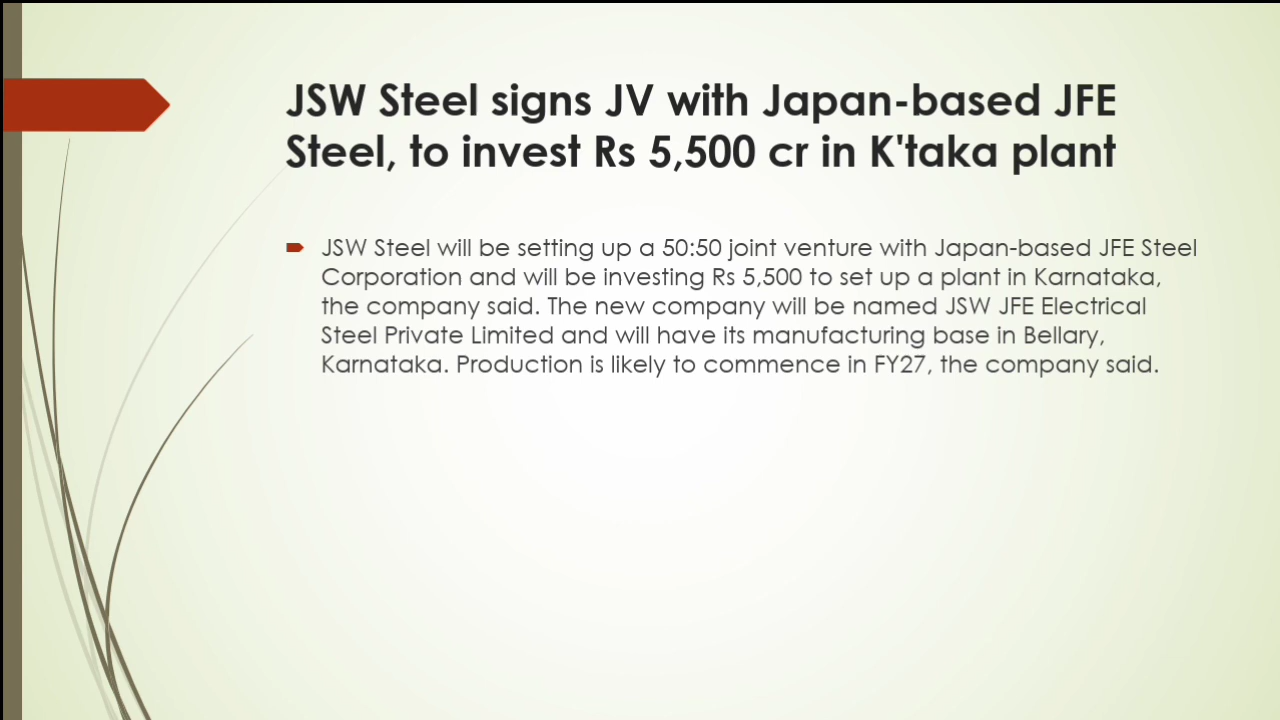 JSW Steel signs JV with Japan-based JFE
Steel, to invest Rs 5,500 cr in K'taka plant
JSW Steel will be setting up a 50:50 joint venture with Japan-based JFE Steel
Corporation and will be investing Rs 5,500 to set up a plant in Karnataka,
the company said. The new company will be named JSW JFE Electrical
Steel Private Limited and will have its manufacturing base in Bellary,
Karnataka. Production is likely to commence in FY27, the company said.